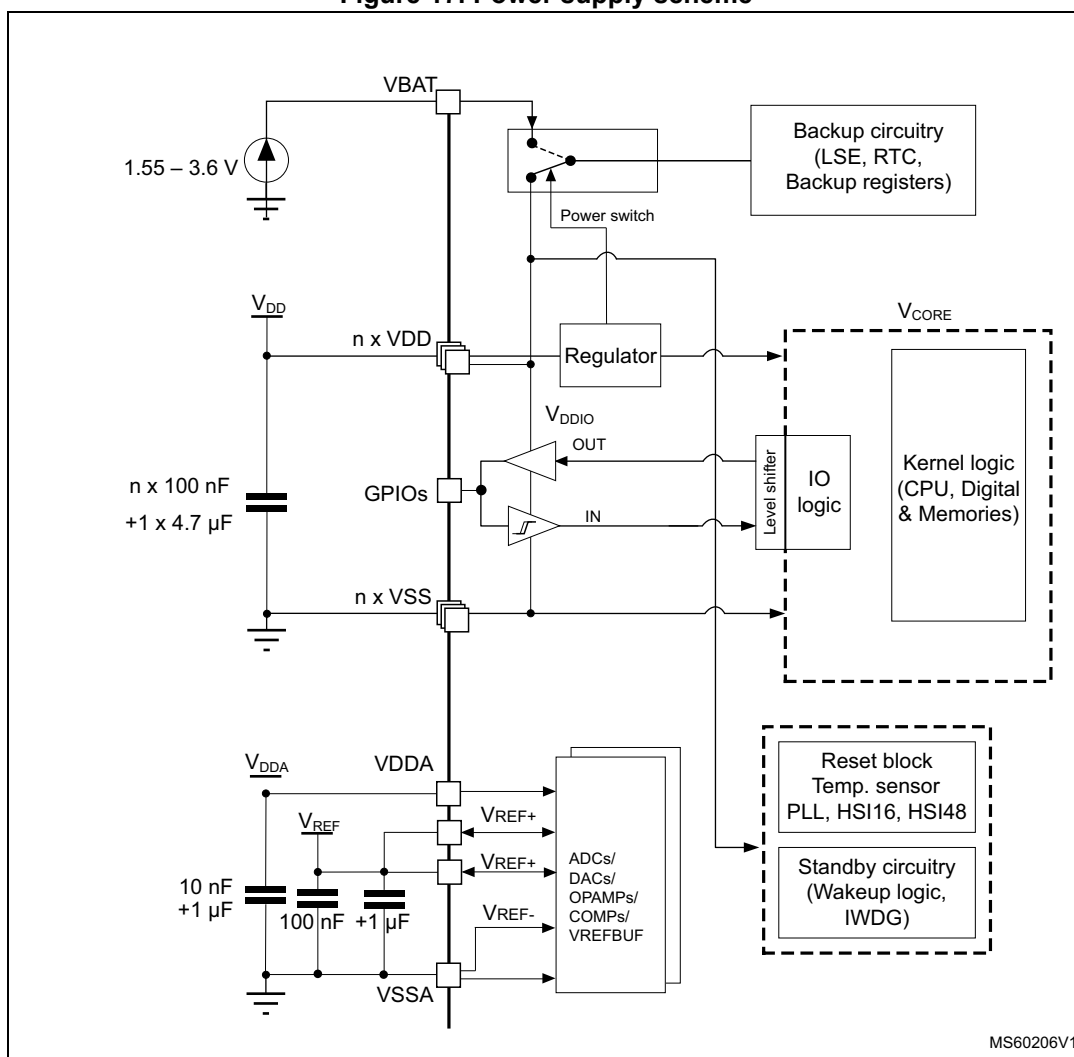 VBAT
1.55 – 3.6 V
Backup circuitry
(LSE, RTC,
Backup registers)
Power switch
VDD
n x VDD
Regulator
VCORE
VDDIO
OUT
n x 100 nF
+1 x 4.7 µF
GPIOs
IN
Level shifter
IO
logic
Kernel logic
(CPU, Digital
& Memories)
n x VSS
VDDA
VDDA
VREF
VREF+
VREF+
VREF-
10 nF
+1 µF
100 nF
+1 µF
ADCs/
DACs/
OPAMPs/
COMPs/
VREFBUF
VSSA
Reset block
Temp. sensor
PLL, HSI16, HSI48
Standby circuitry
(Wakeup logic,
IWDG)
MS60206V1